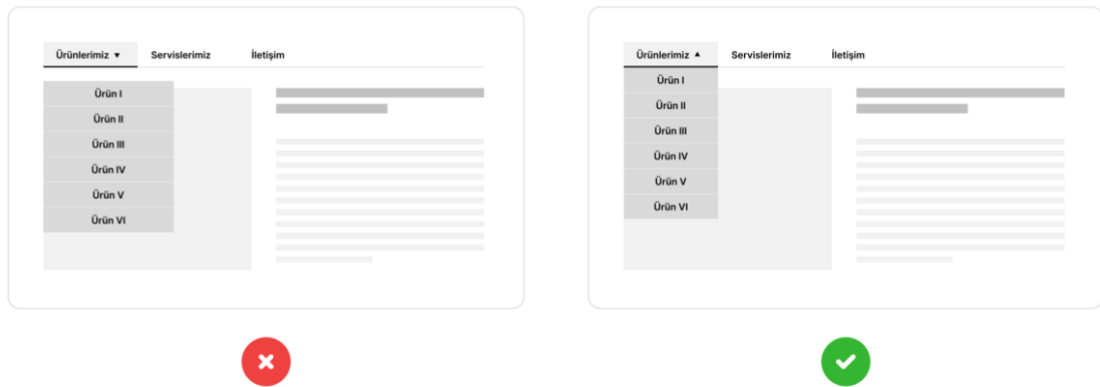 Ürünlerimiz ▼ Servislerimiz İletişim
Ürün I
Ürün II
Ürün III
Ürün IV
Ürün V
Ürün VI
Ürünlerimiz ▲ Servislerimiz İletişim
Ürün I
Ürün II
Ürün III
Ürün IV
Ürün V
Ürün VI